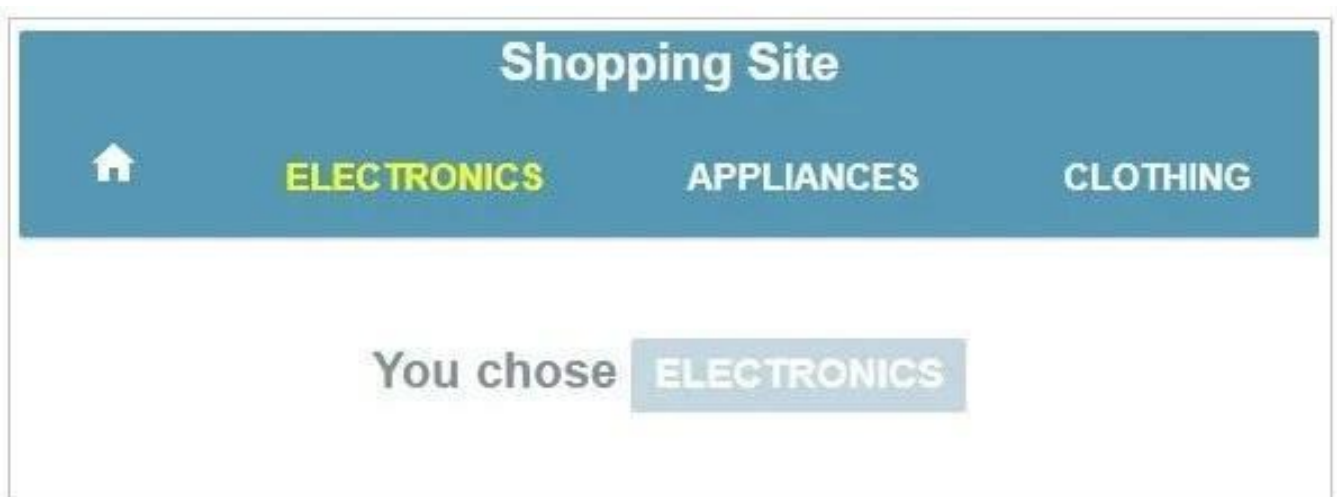 Shopping Site
ELECTRONICS APPLIANCES CLOTHING
You chose ELECTRONICS